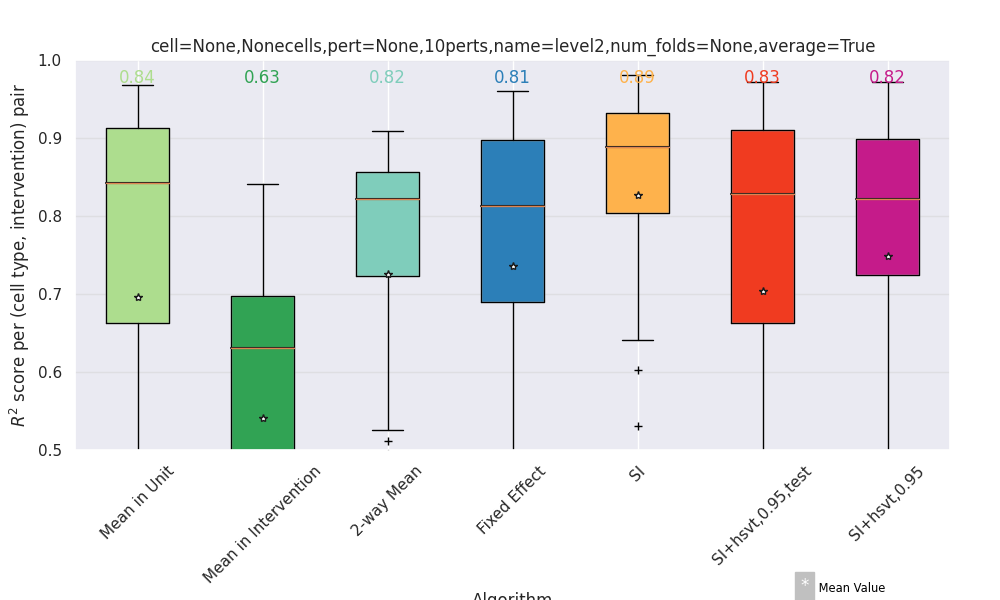 cell=None,Nonecells,pert=None,10perts,name=level2,num_folds=None,average=True
R² score per (cell type, intervention) pair
1.0
0.9
0.8
0.7
0.6
0.5
0.84 0.63 0.82 0.81 0.89 0.83 0.82
Mean in Unit
Mean in Intervention
2-way Mean
Fixed Effect
SI
SI+hsvt,0.95,test
SI+hsvt,0.95
Algorithm
* Mean Value